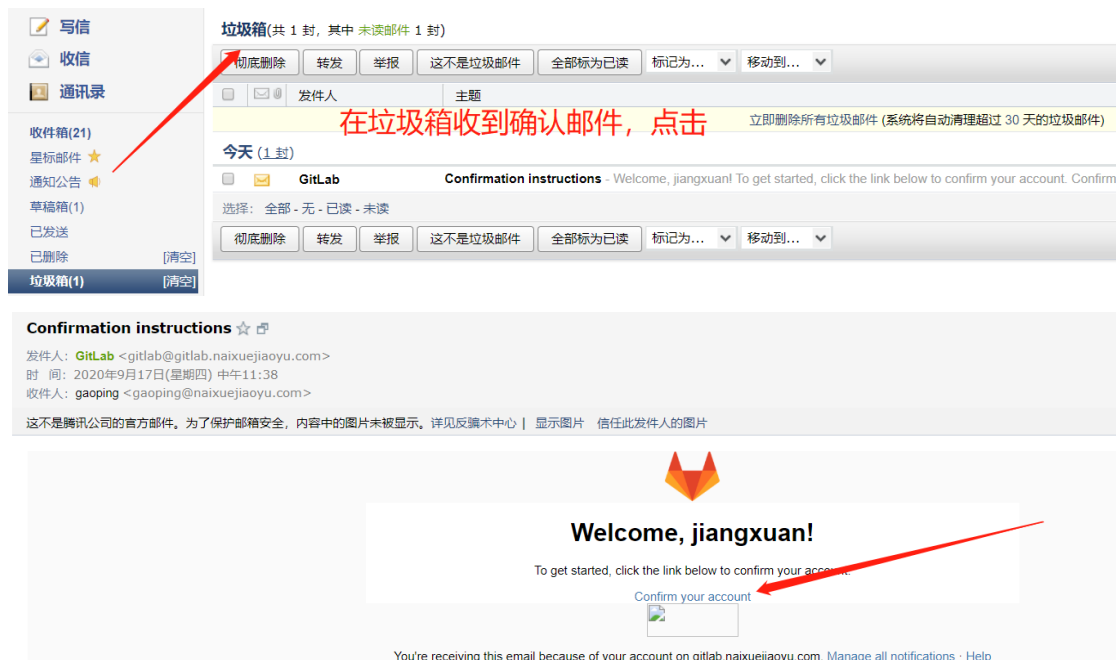 写信
收信
通讯录
收件箱(21)
星标邮件
通知公告
草稿箱(1)
已发送
已删除 [清空]
垃圾箱(1) [清空]
垃圾箱(共 1 封，其中 未读邮件 1 封)
彻底删除 转发 举报 这不是垃圾邮件 全部标为已读 标记为... 移动到...
发件人 主题
在垃圾箱收到确认邮件，点击
立即删除所有垃圾邮件 (系统将自动清理超过 30 天的垃圾邮件)
今天 (1 封)
GitLab Confirmation instructions - Welcome, jiangxuan! To get started, click the link below to confirm your account. Confirm
选择： 全部 - 无 - 已读 - 未读
彻底删除 转发 举报 这不是垃圾邮件 全部标为已读 标记为... 移动到...
Confirmation instructions
发件人：GitLab <gitlab@gitlab.naixuejiaoyu.com>
时 间：2020年9月17日(星期四) 中午11:38
收件人：gaoping <gaoping@naixuejiaoyu.com>
这不是腾讯公司的官方邮件。为了保护邮箱安全，内容中的图片未被显示。详见反骗术中心 | 显示图片 信任此发件人的图片
Welcome, jiangxuan!
To get started, click the link below to confirm your account.
Confirm your account
You're receiving this email because of your account on gitlab.naixuejiaoyu.com. Manage all notifications · Help